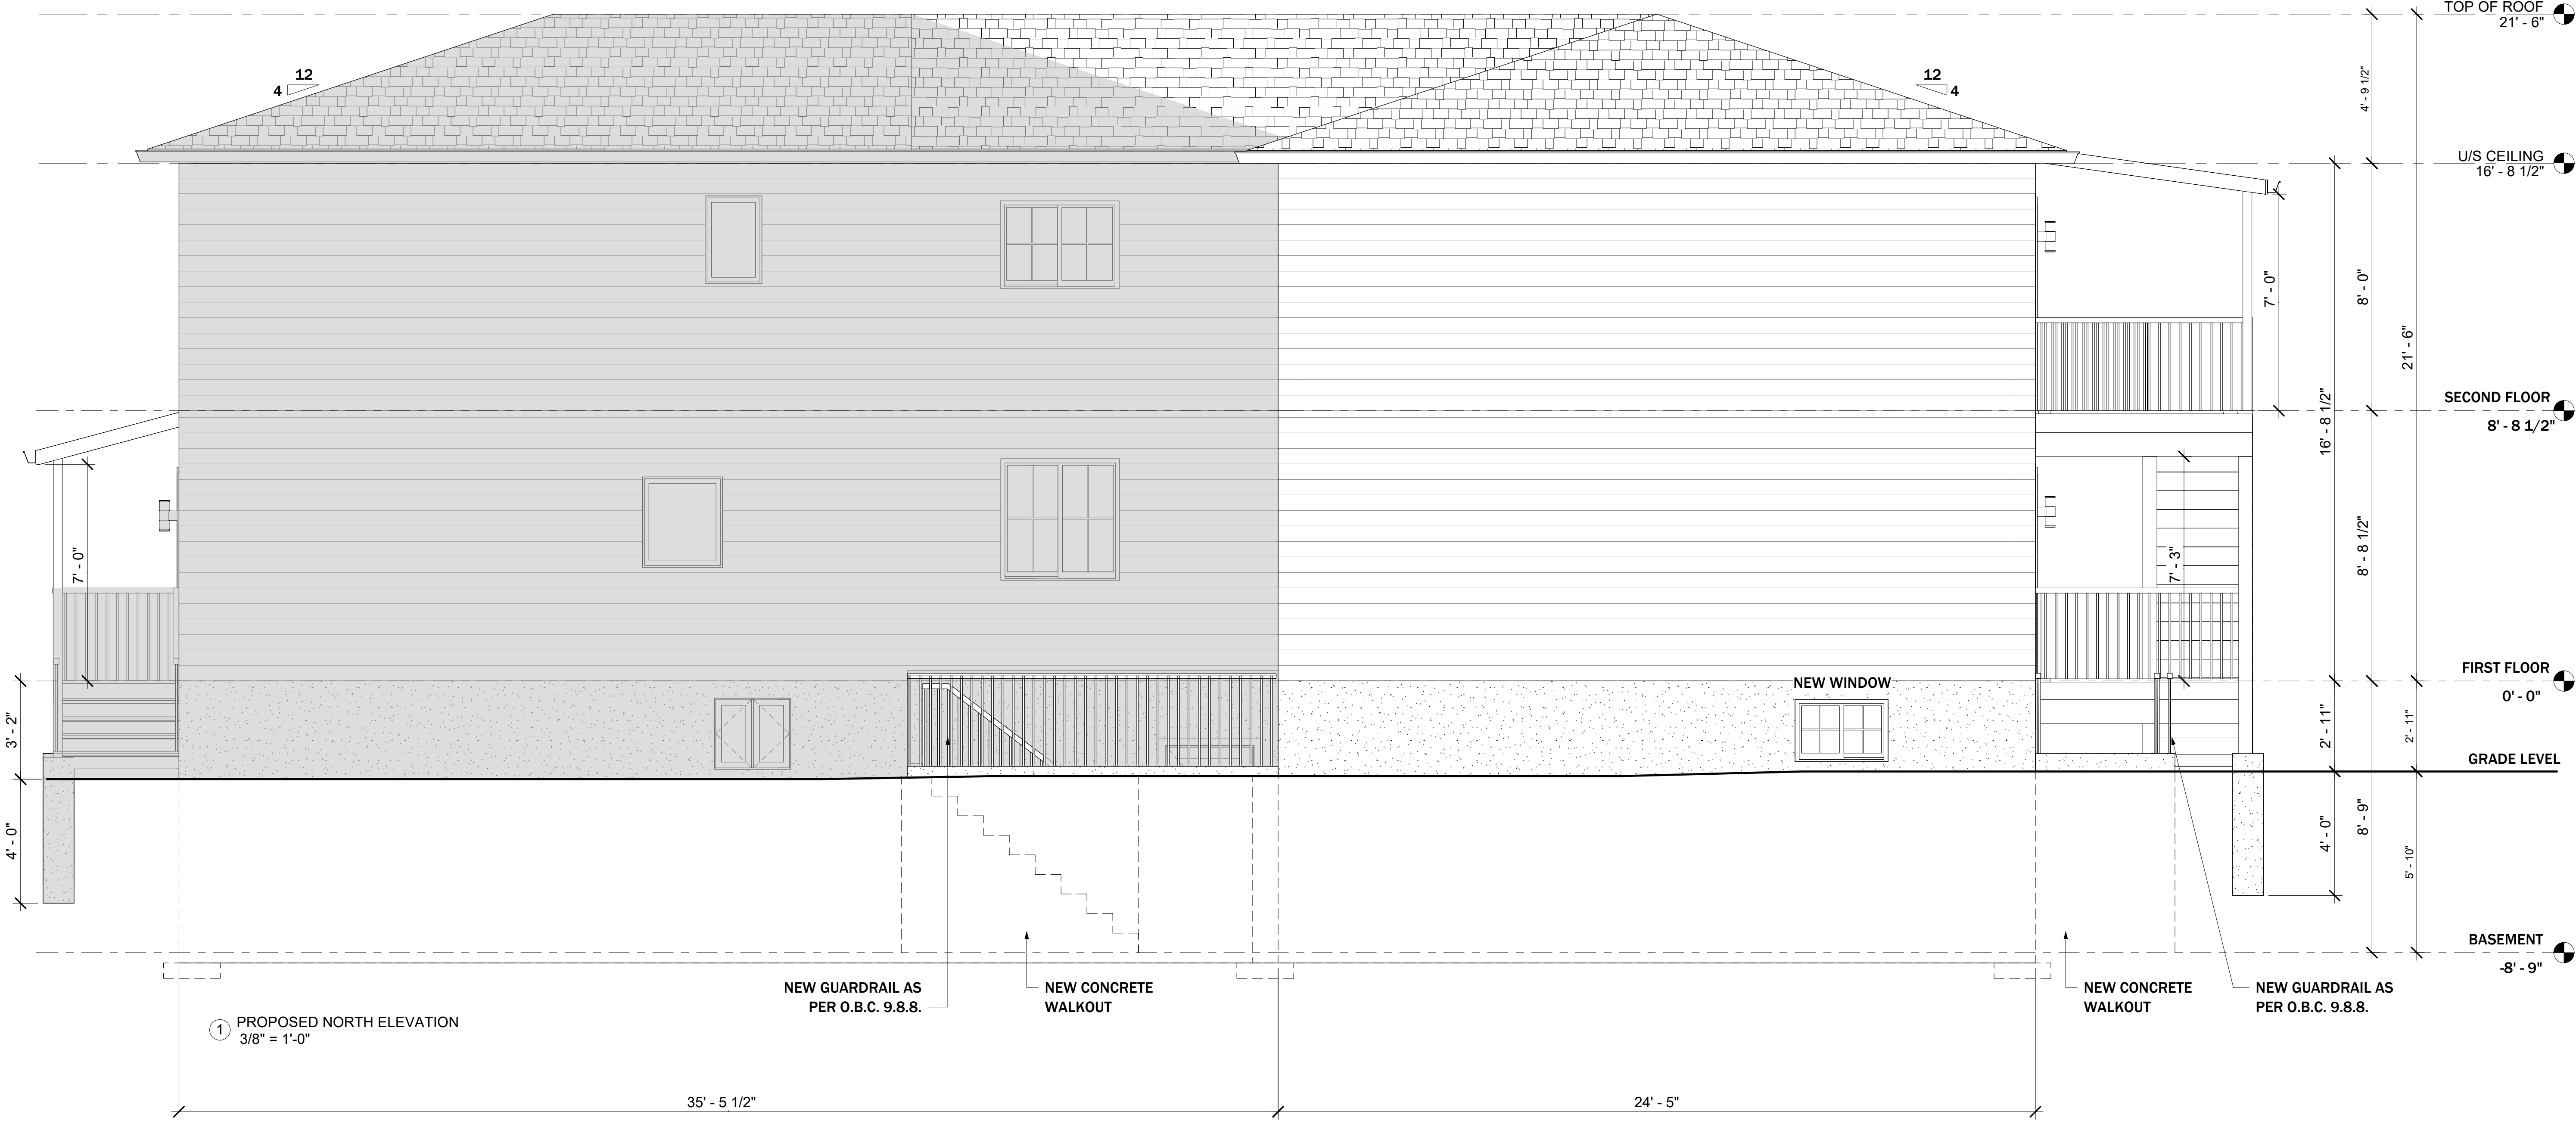 TOP OF ROOF
21' - 6"
12
4
12
4
4' - 9 1/2"
U/S CEILING
16' - 8 1/2"
7' - 0"
8' - 0"
21' - 6"
16' - 8 1/2"
SECOND FLOOR
8' - 8 1/2"
7' - 0"
7' - 3"
8' - 8 1/2"
FIRST FLOOR
0' - 0"
NEW WINDOW
3' - 2"
2' - 11"
2' - 11"
GRADE LEVEL
4' - 0"
4' - 0"
8' - 9"
5' - 10"
BASEMENT
-8' - 9"
NEW GUARDRAIL AS
PER O.B.C. 9.8.8.
NEW CONCRETE
WALKOUT
NEW CONCRETE
WALKOUT
NEW GUARDRAIL AS
PER O.B.C. 9.8.8.
1
PROPOSED NORTH ELEVATION
3/8" = 1'-0"
35' - 5 1/2"
24' - 5"